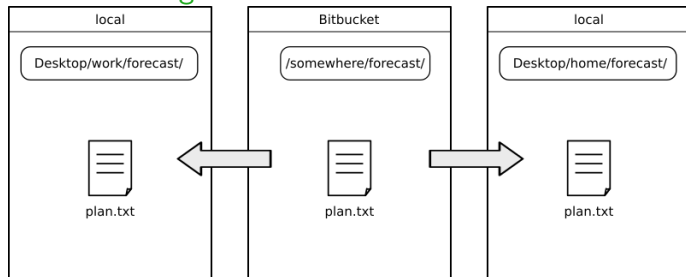 local
Desktop/work/forecast/
plan.txt
Bitbucket
/somewhere/forecast/
plan.txt
local
Desktop/home/forecast/
plan.txt